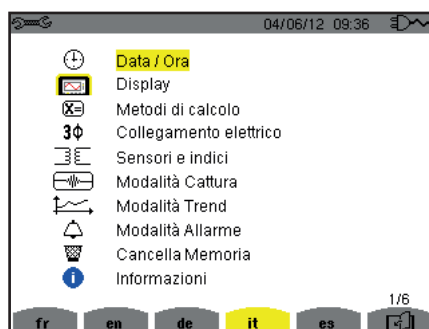 04/06/12 09:36
Data / Ora
Display
X= Metodi di calcolo
3Φ Collegamento elettrico
Sensori e indici
Modalità Cattura
Modalità Trend
Modalità Allarme
Cancella Memoria
i Informazioni
1/6
fr en de it es